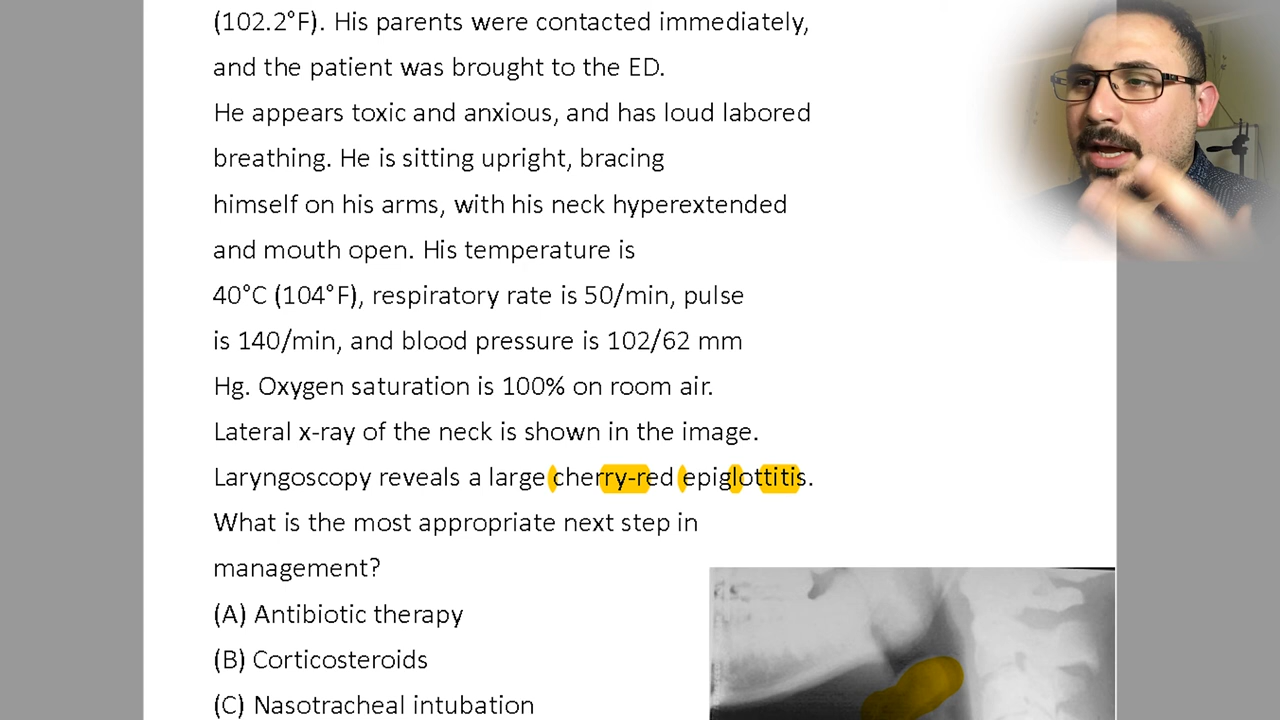 (102.2°F). His parents were contacted immediately,
and the patient was brought to the ED.
He appears toxic and anxious, and has loud labored
breathing. He is sitting upright, bracing
himself on his arms, with his neck hyperextended
and mouth open. His temperature is
40°C (104°F), respiratory rate is 50/min, pulse
is 140/min, and blood pressure is 102/62 mm
Hg. Oxygen saturation is 100% on room air.
Lateral x-ray of the neck is shown in the image.
Laryngoscopy reveals a large cherry-red epiglottitis.
What is the most appropriate next step in
management?
(A) Antibiotic therapy
(B) Corticosteroids
(C) Nasotracheal intubation